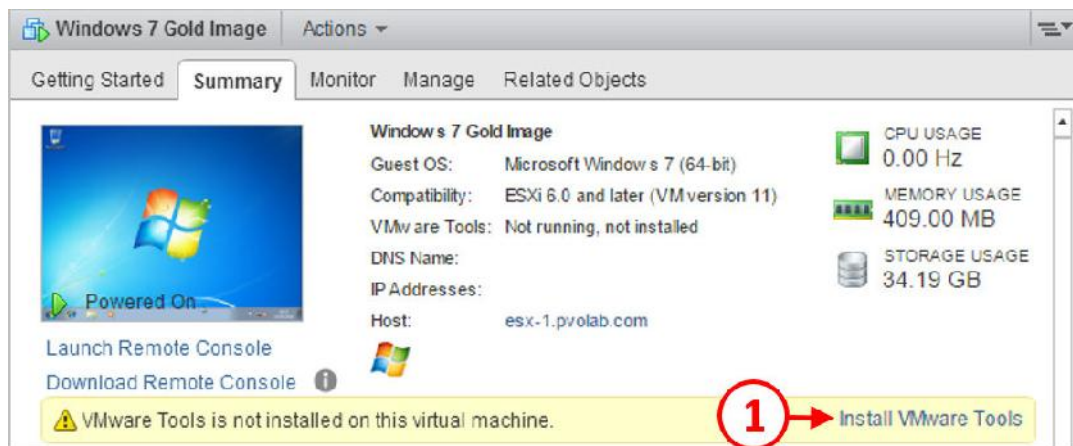 Windows 7 Gold Image Actions
Getting Started Summary Monitor Manage Related Objects
Windows 7 Gold Image
Guest OS: Microsoft Windows 7 (64-bit)
Compatibility: ESXi 6.0 and later (VM version 11)
VMware Tools: Not running, not installed
DNS Name:
IP Addresses:
Host: esx-1.pvolab.com
CPU USAGE
0.00 Hz
MEMORY USAGE
409.00 MB
STORAGE USAGE
34.19 GB
Powered On
Launch Remote Console
Download Remote Console
VMware Tools is not installed on this virtual machine.
1
Install VMware Tools